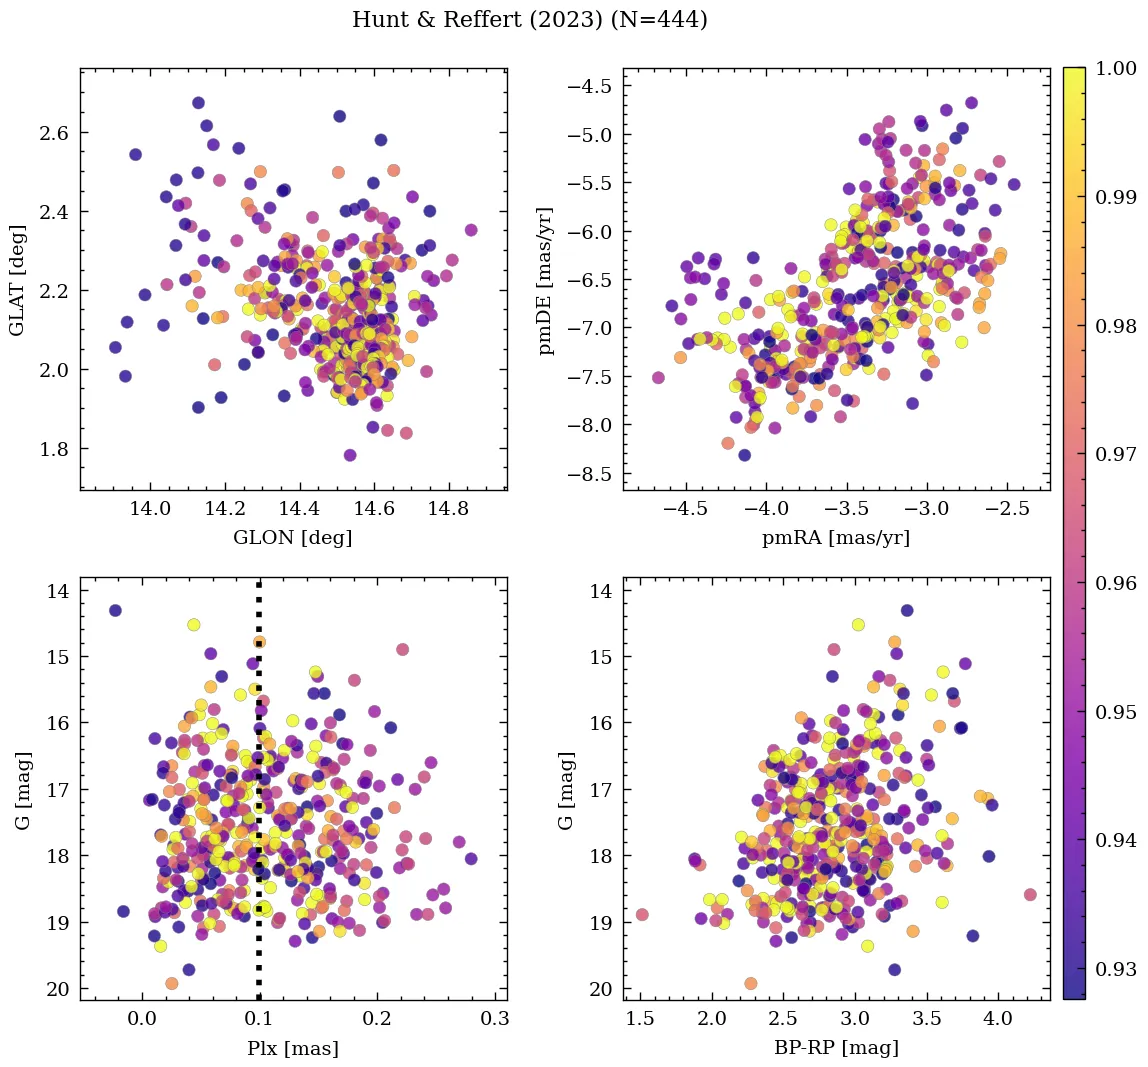 Hunt & Reffert (2023) (N=444)
2.6
2.4
2.2
2.0
1.8
GLAT [deg]
14.0 14.2 14.4 14.6 14.8
GLON [deg]
−4.5
−5.0
−5.5
−6.0
−6.5
−7.0
−7.5
−8.0
−8.5
pmDE [mas/yr]
−4.5 −4.0 −3.5 −3.0 −2.5
pmRA [mas/yr]
14
15
16
17
18
19
20
G [mag]
0.0 0.1 0.2 0.3
Plx [mas]
14
15
16
17
18
19
20
G [mag]
1.5 2.0 2.5 3.0 3.5 4.0
BP-RP [mag]
1.00
0.99
0.98
0.97
0.96
0.95
0.94
0.93